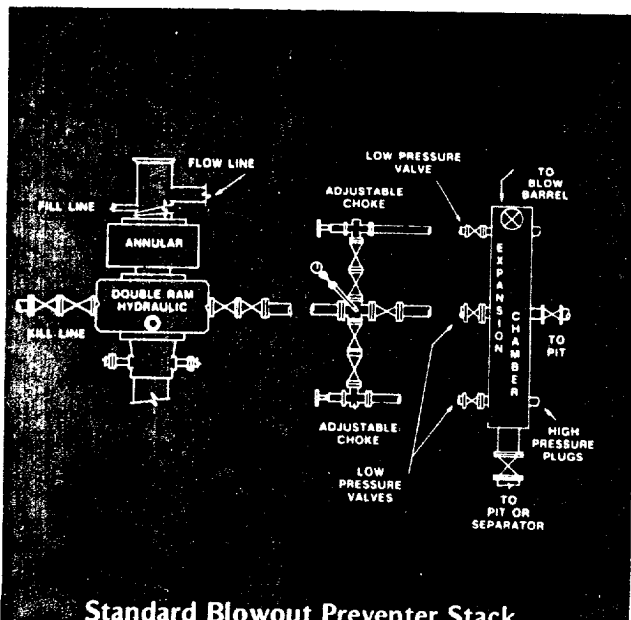 FLOW LINE
FILL LINE
ANNULAR
DOUBLE RAM
HYDRAULIC
KILL LINE
LOW PRESSURE
VALVE
ADJUSTABLE
CHOKE
TO
BLOW
BARREL
EXPANSION
CHAMBER
TO
PIT
ADJUSTABLE
CHOKE
LOW
PRESSURE
VALVES
HIGH
PRESSURE
PLUGS
TO
PIT OR
SEPARATOR
Standard Blowout Preventer Stack